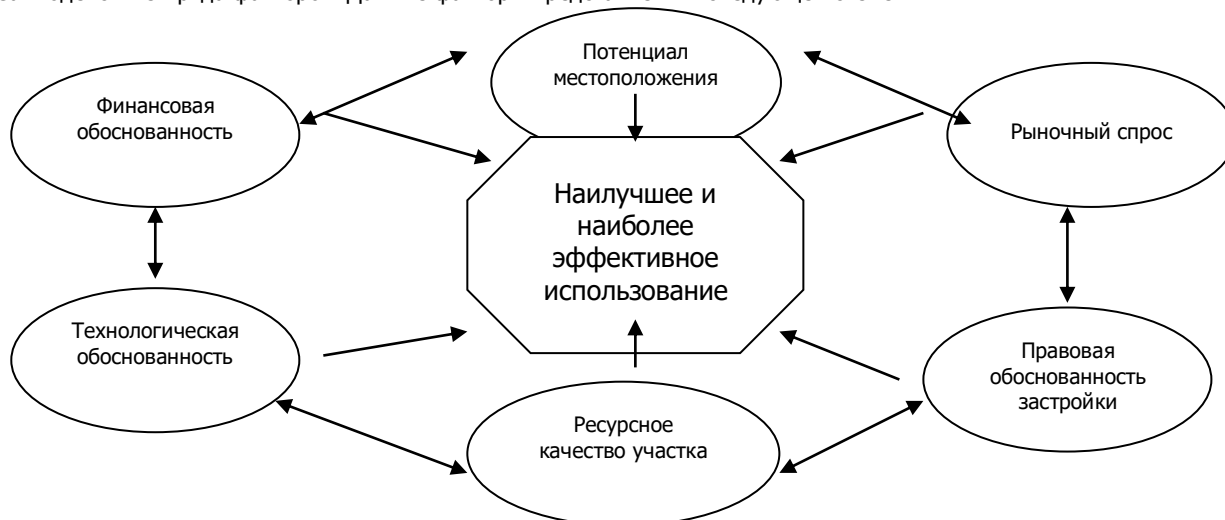 Потенциал
местоположения
Финансовая
обоснованность
Рыночный спрос
Наилучшее и
наиболее
эффективное
использование
Технологическая
обоснованность
Правовая
обоснованность
застройки
Ресурсное
качество участка